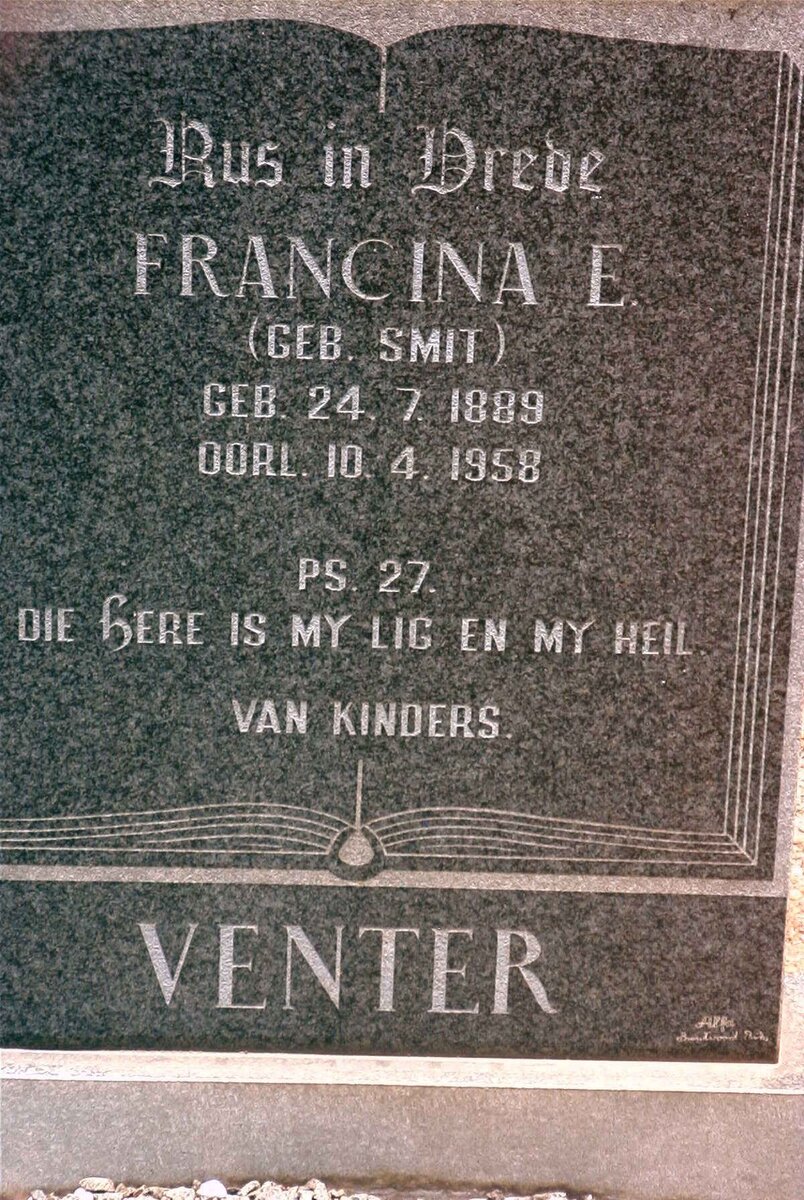 Rus in Vrede
FRANCINA E.
(GEB. SMIT)
GEB. 24. 7. 1889
OORL. 10. 4. 1958
PS. 27.
DIE HERE IS MY LIG EN MY HEIL.
VAN KINDERS.
VENTER
Alfa